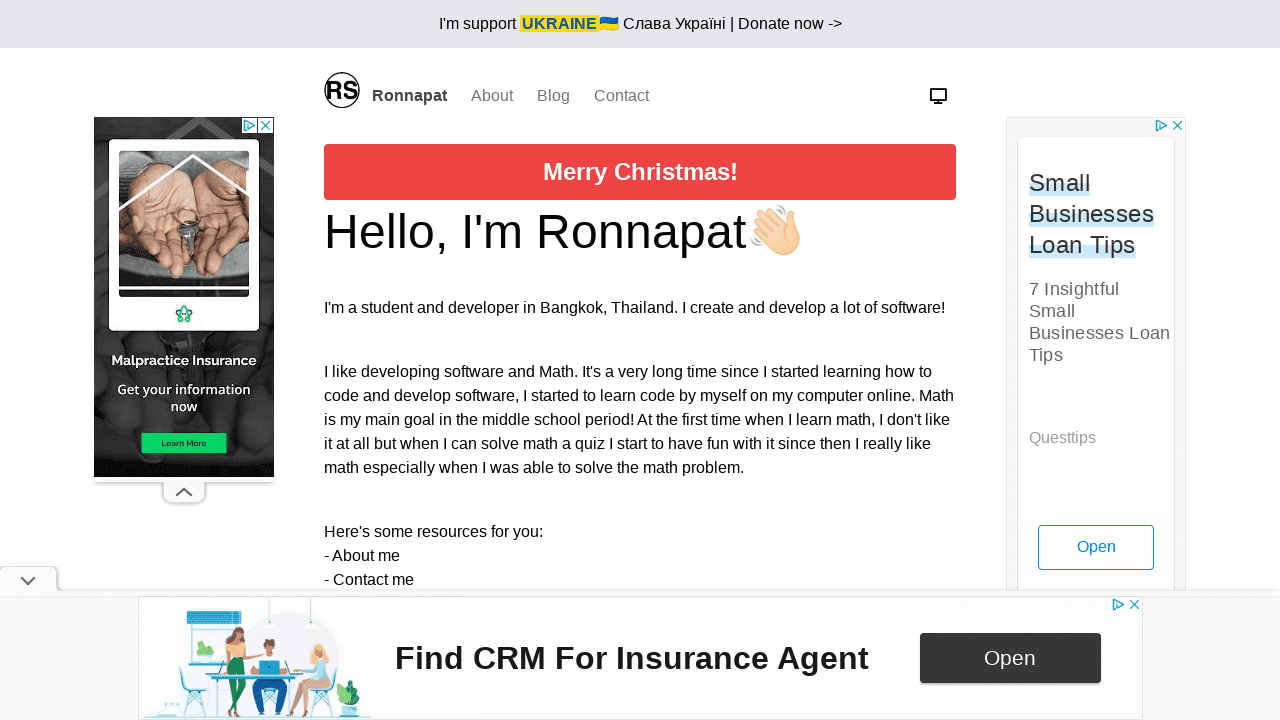 I'm support UKRAINE🇺🇦 Слава Україні | Donate now ->
RS Ronnapat About Blog Contact
Merry Christmas!
Hello, I'm Ronnapat👋🏻
I'm a student and developer in Bangkok, Thailand. I create and develop a lot of software!
I like developing software and Math. It's a very long time since I started learning how to
code and develop software, I started to learn code by myself on my computer online. Math
is my main goal in the middle school period! At the first time when I learn math, I don't like
it at all but when I can solve math a quiz I start to have fun with it since then I really like
math especially when I was able to solve the math problem.
Here's some resources for you:
- About me
- Contact me
Malpractice Insurance
Get your information
now
Learn More
Small
Businesses
Loan Tips
7 Insightful
Small
Businesses Loan
Tips
Questtips
Open
Find CRM For Insurance Agent
Open